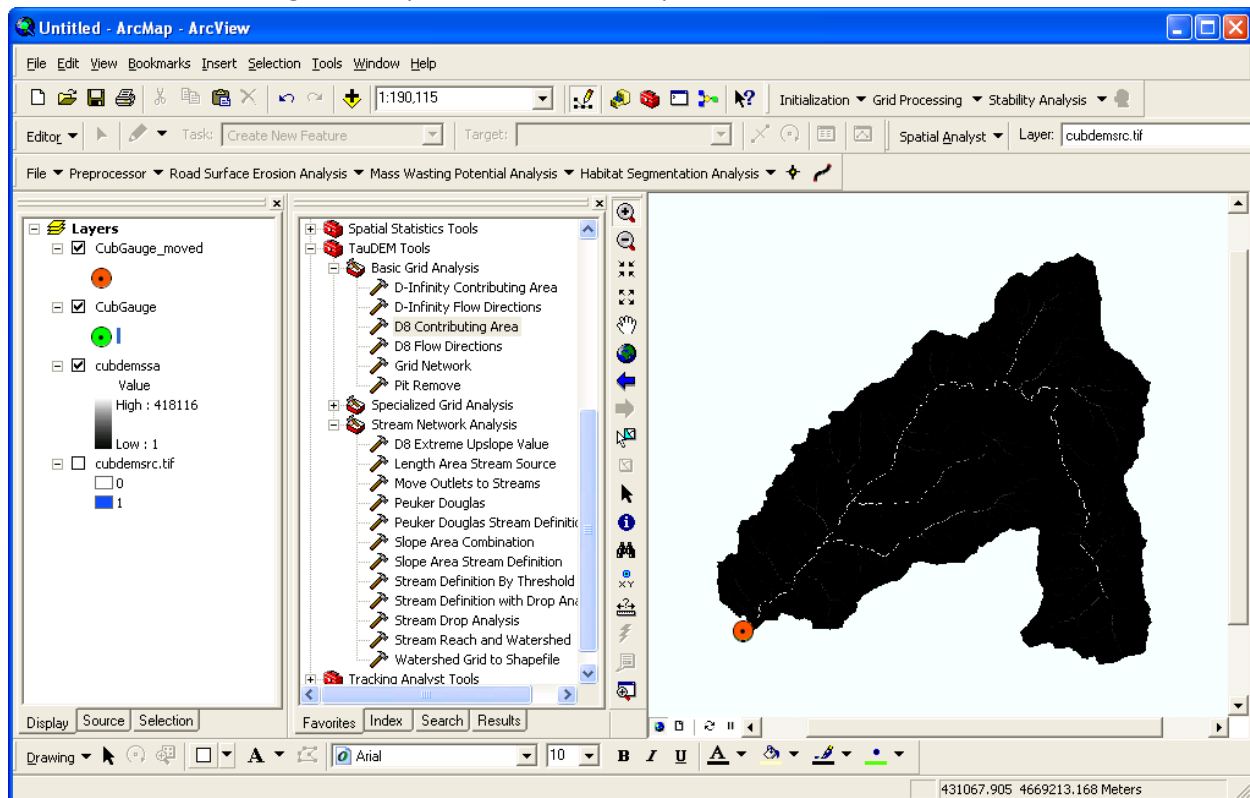 Untitled - ArcMap - ArcView
File Edit View Bookmarks Insert Selection Tools Window Help
1:190,115 Initialization Grid Processing Stability Analysis
Editor Task: Create New Feature Target: Spatial Analyst Layer: cubdemsrc.tif
File Preprocessor Road Surface Erosion Analysis Mass Wasting Potential Analysis Habitat Segmentation Analysis
Layers
CubGauge_moved
CubGauge
cubdemssa
Value
High : 418116
Low : 1
cubdemsrc.tif
0
1
Display Source Selection
Spatial Statistics Tools
TauDEM Tools
Basic Grid Analysis
D-Infinity Contributing Area
D-Infinity Flow Directions
D8 Contributing Area
D8 Flow Directions
Grid Network
Pit Remove
Specialized Grid Analysis
Stream Network Analysis
D8 Extreme Upslope Value
Length Area Stream Source
Move Outlets to Streams
Peuker Douglas
Peuker Douglas Stream Definitic
Slope Area Combination
Slope Area Stream Definition
Stream Definition By Threshold
Stream Definition with Drop Ana
Stream Drop Analysis
Stream Reach and Watershed
Watershed Grid to Shapefile
Tracking Analyst Tools
Favorites Index Search Results
XY
Drawing A Arial 10 B I U A
431067.905 4669213.168 Meters